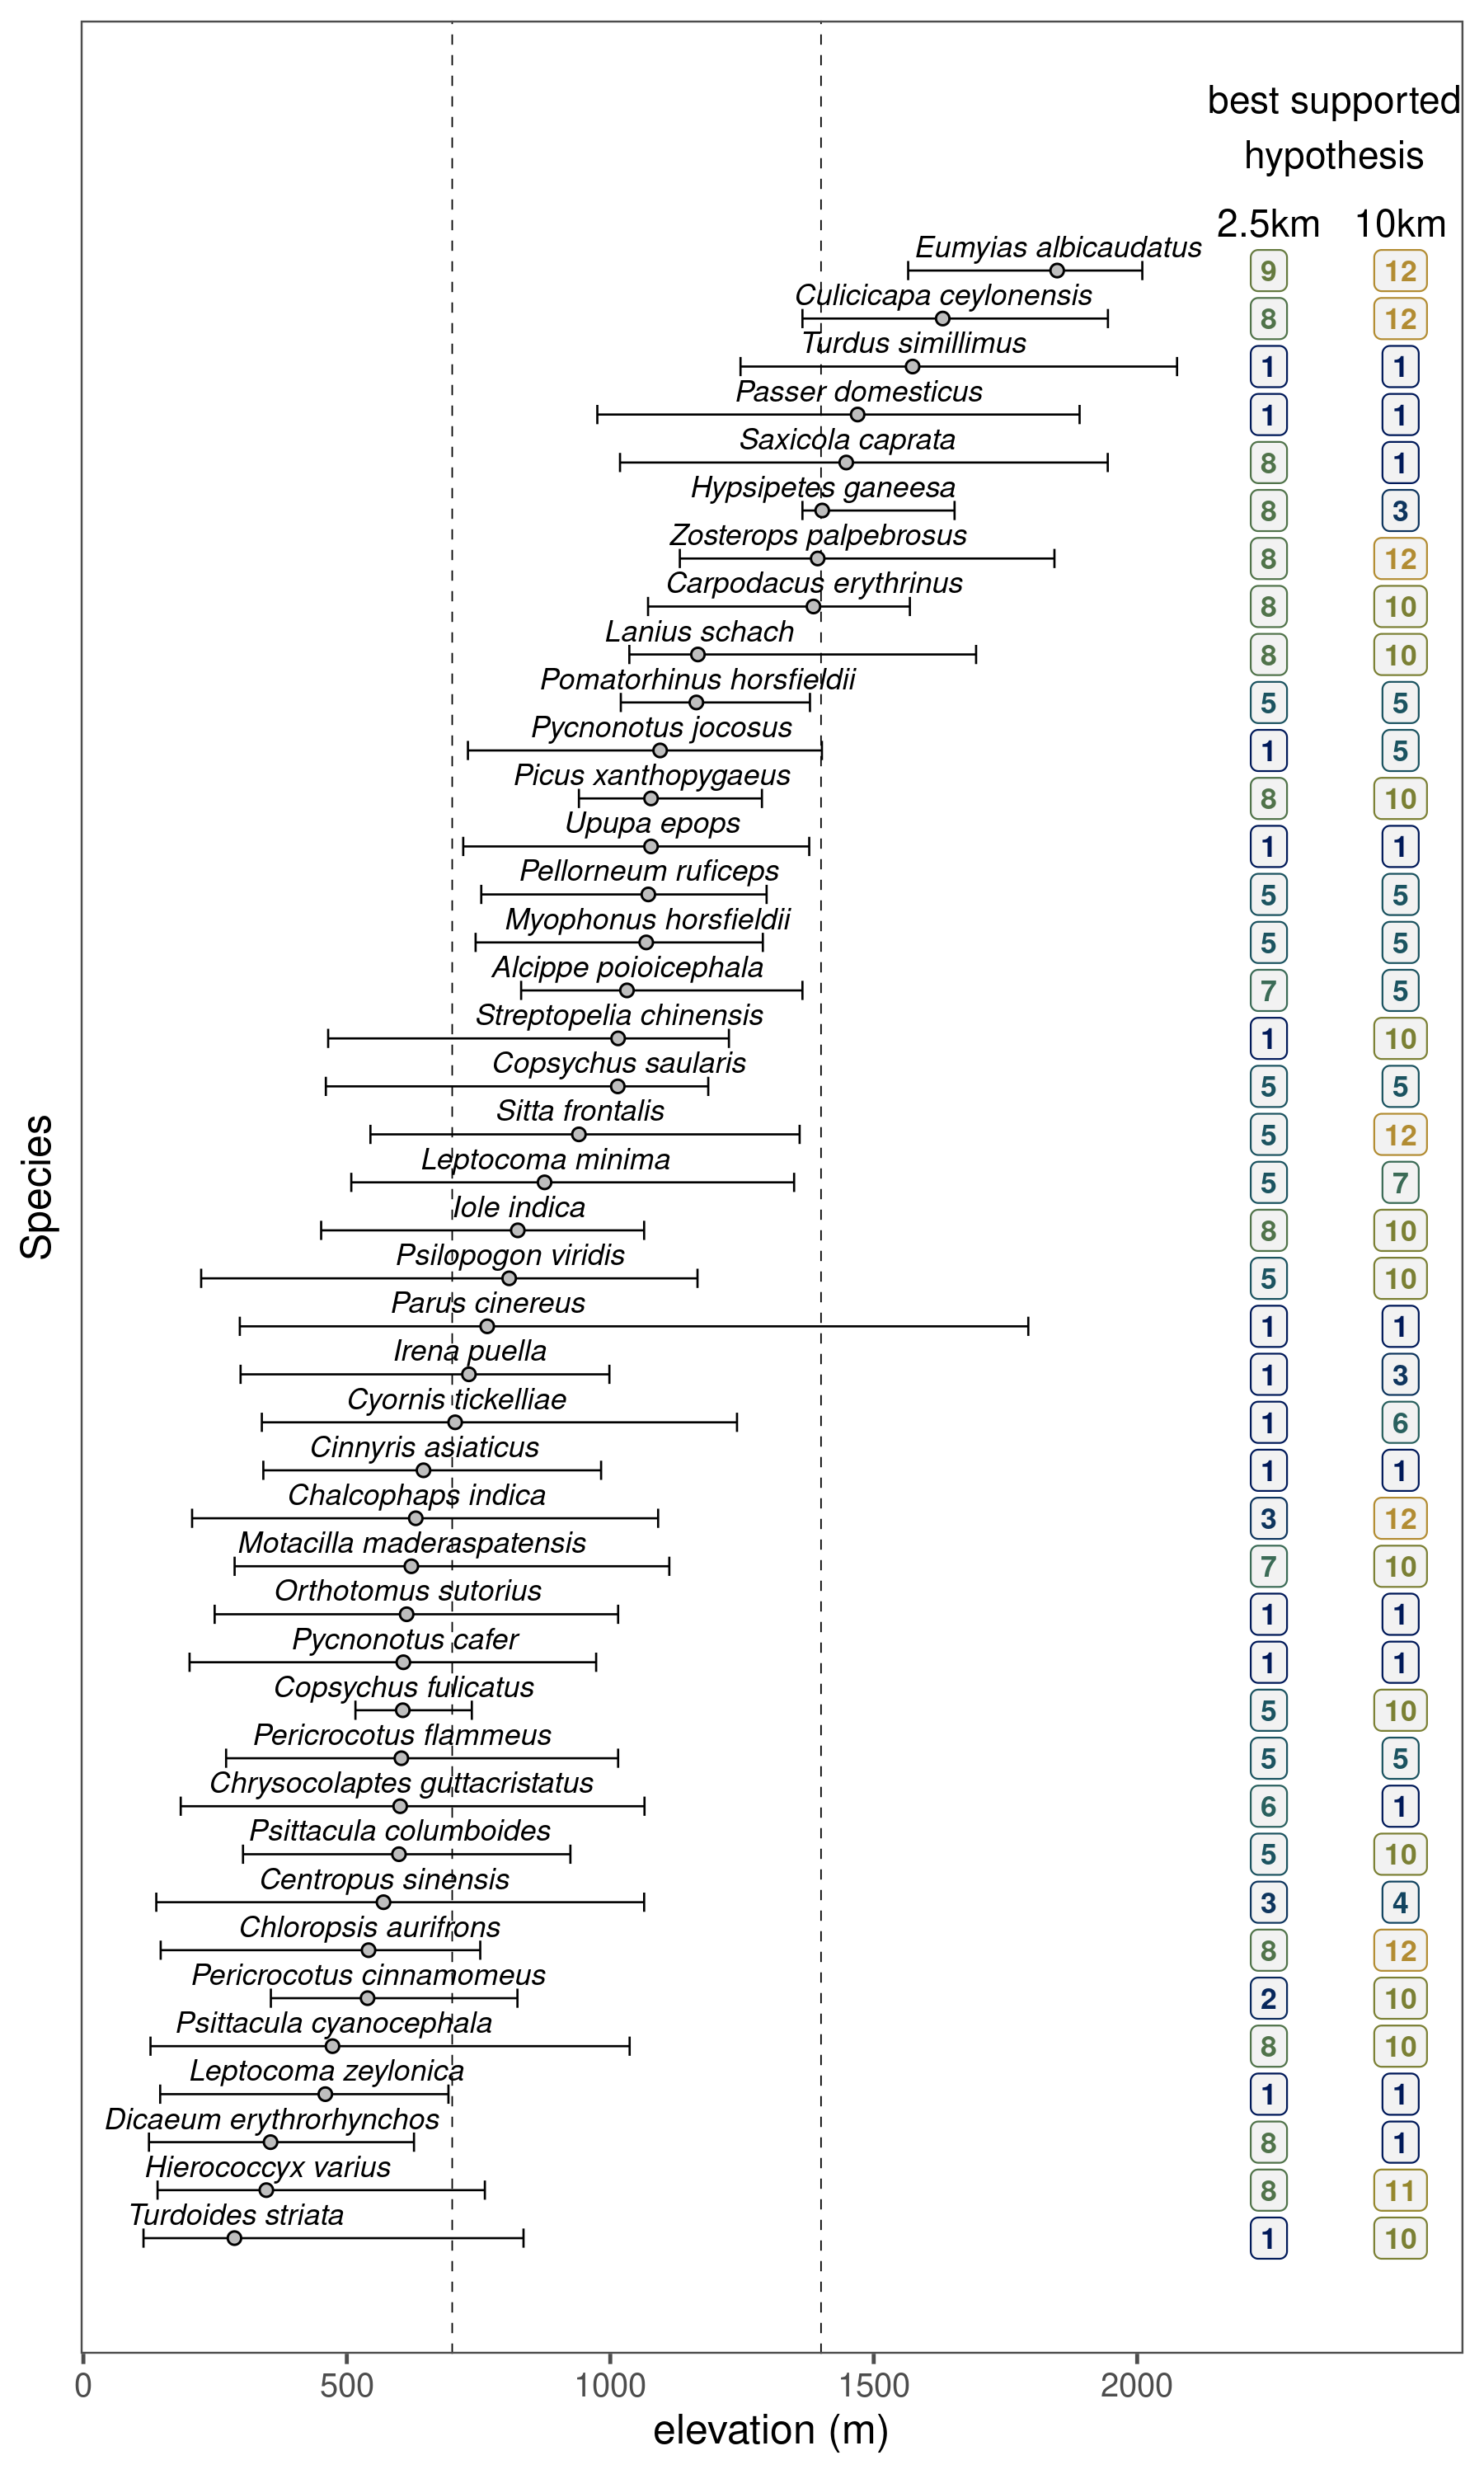 best supported
hypothesis
2.5km 10km
Eumyias albicaudatus
9 12
Culicicapa ceylonensis
8 12
Turdus simillimus
1 1
Passer domesticus
1 1
Saxicola caprata
8 1
Hypsipetes ganeesa
8 3
Zosterops palpebrosus
8 12
Carpodacus erythrinus
8 10
Lanius schach
8 10
Pomatorhinus horsfieldii
5 5
Pycnonotus jocosus
1 5
Picus xanthopygaeus
8 10
Upupa epops
1 1
Pellorneum ruficeps
5 5
Myophonus horsfieldii
5 5
Alcippe poioicephala
7 5
Streptopelia chinensis
1 10
Copsychus saularis
5 5
Sitta frontalis
5 12
Leptocoma minima
5 7
Iole indica
8 10
Psilopogon viridis
5 10
Parus cinereus
1 1
Irena puella
1 3
Cyornis tickelliae
1 6
Cinnyris asiaticus
1 1
Chalcophaps indica
3 12
Motacilla maderaspatensis
7 10
Orthotomus sutorius
1 1
Pycnonotus cafer
1 1
Copsychus fulicatus
5 10
Pericrocotus flammeus
5 5
Chrysocolaptes guttacristatus
6 1
Psittacula columboides
5 10
Centropus sinensis
3 4
Chloropsis aurifrons
8 12
Pericrocotus cinnamomeus
2 10
Psittacula cyanocephala
8 10
Leptocoma zeylonica
1 1
Dicaeum erythrorhynchos
8 1
Hierococcyx varius
8 11
Turdoides striata
1 10
Species
0 500 1000 1500 2000
elevation (m)